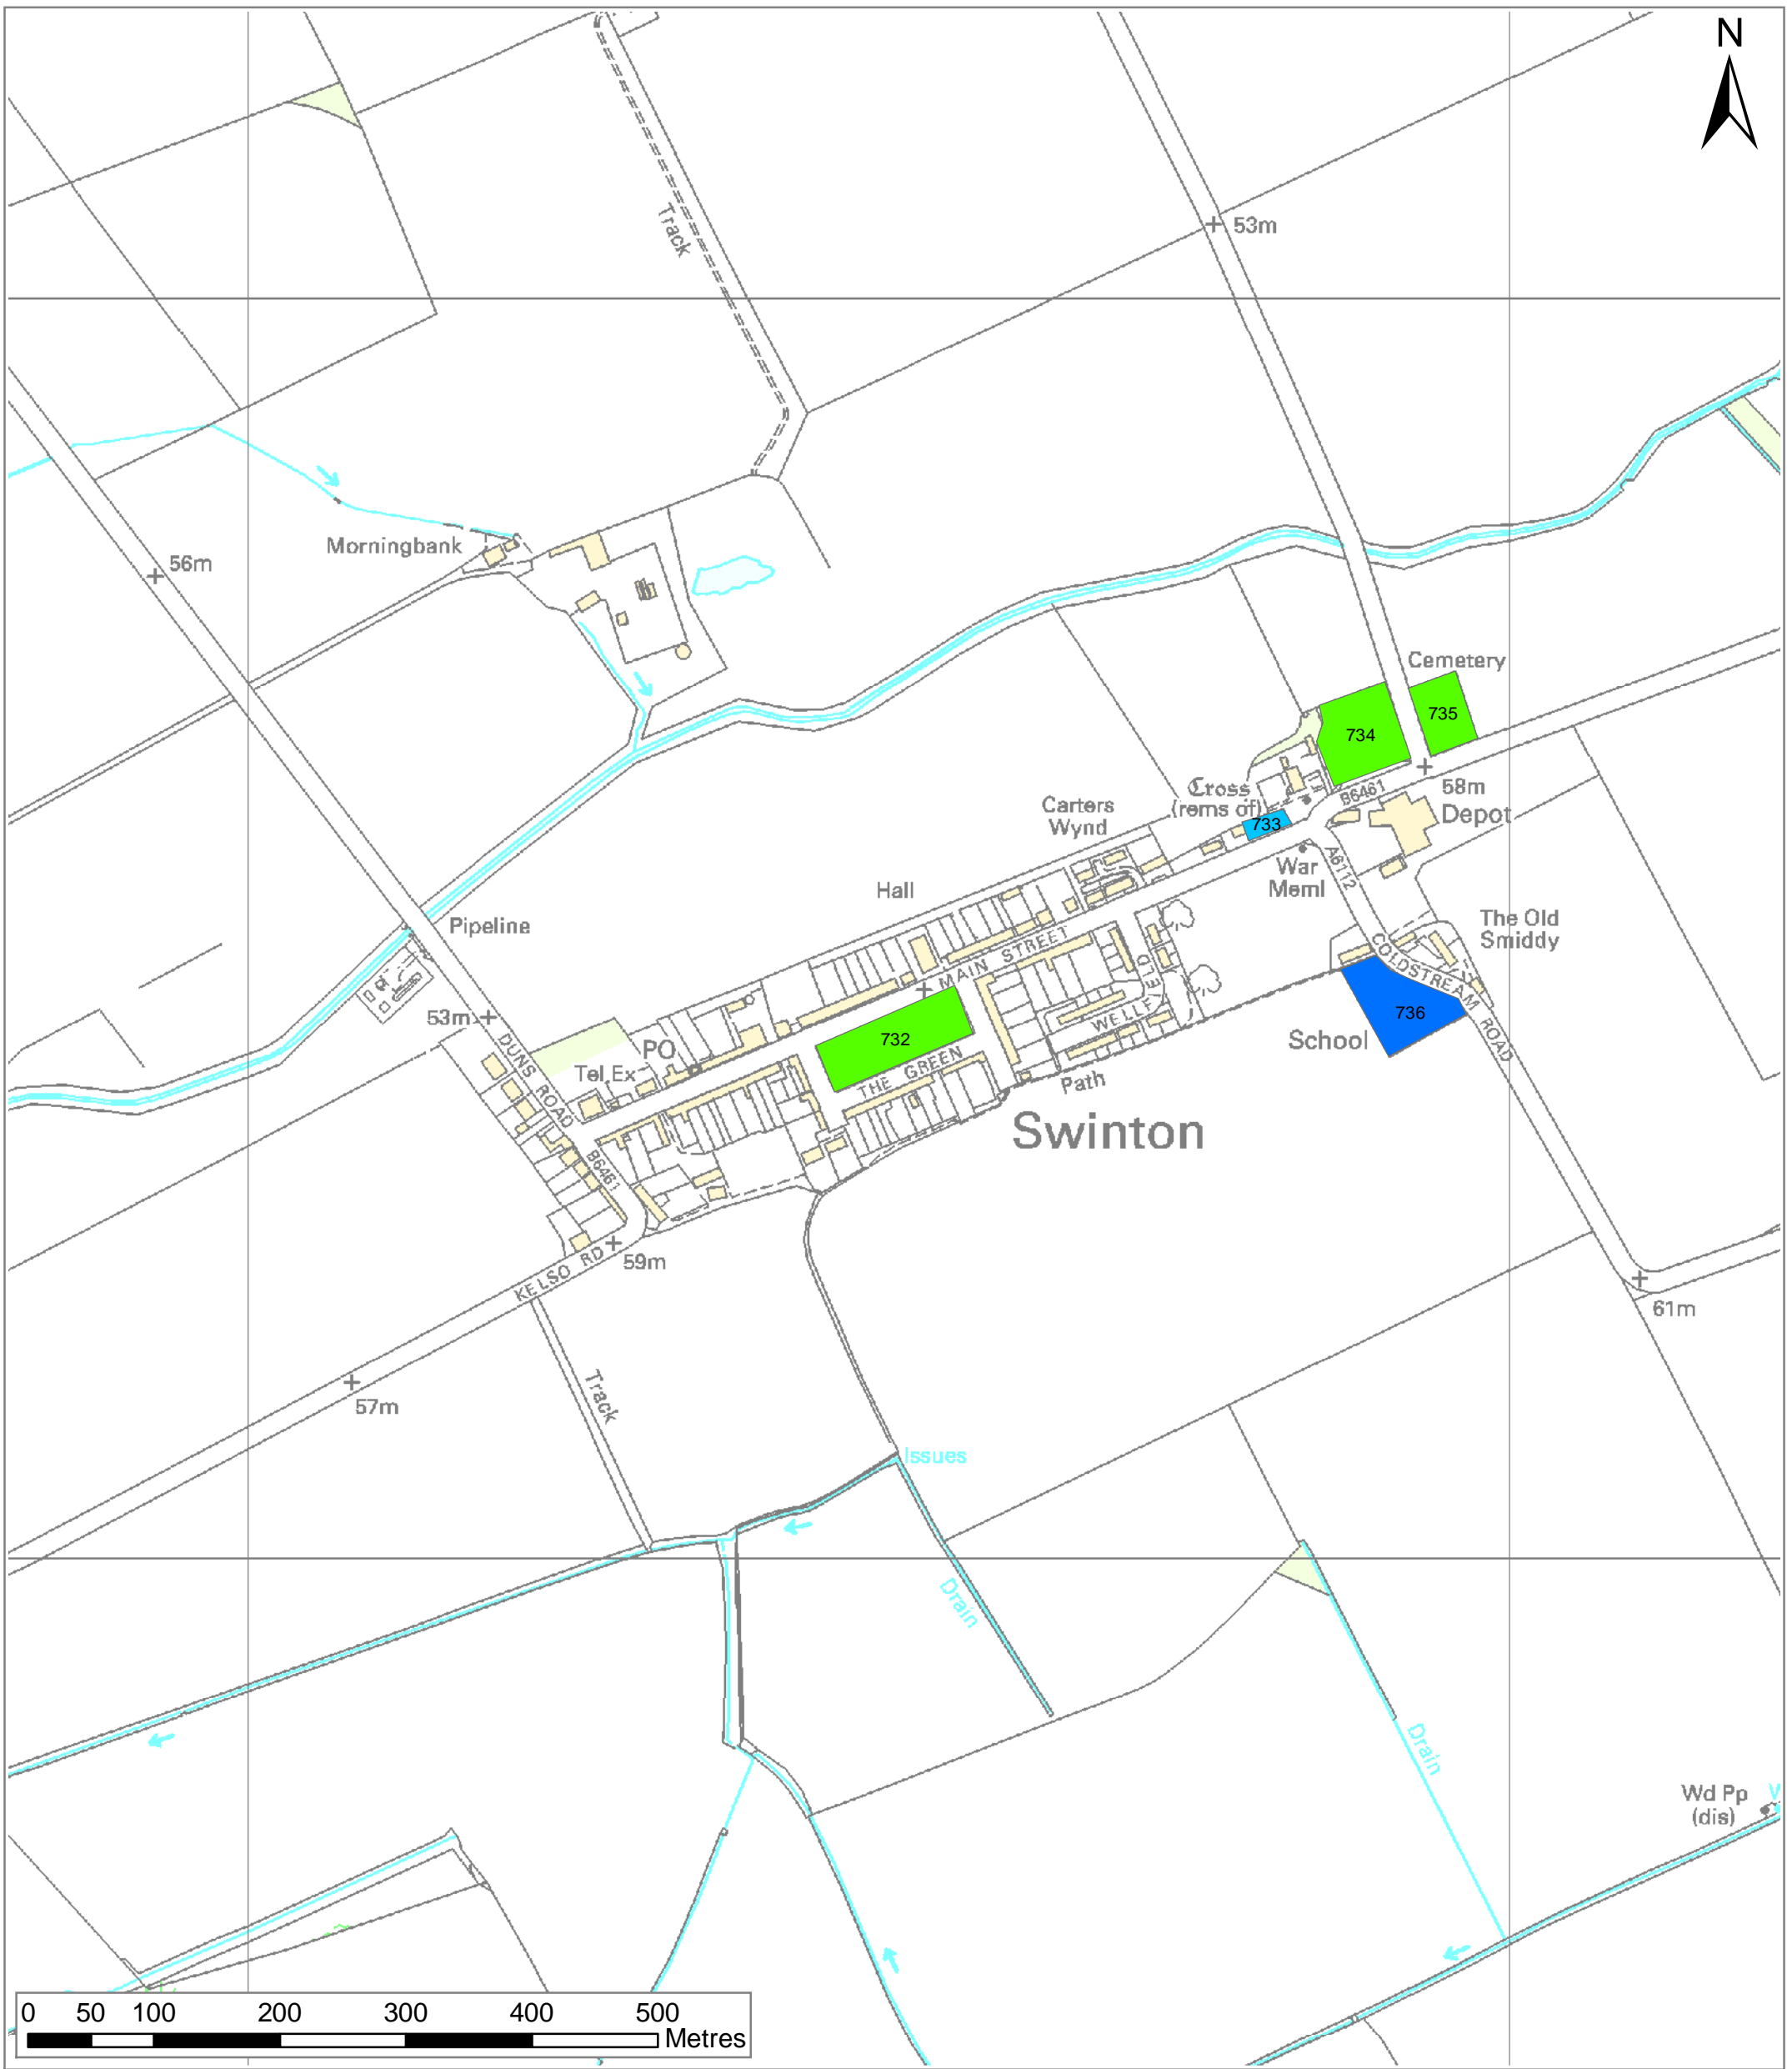 N
Track
53m
Morningbank
56m
Cemetery
735
734
58m
B6461
Depot
Cross
(rems of)
733
Carters
Wynd
War
Meml
A6112
Hall
The Old
Smiddy
Pipeline
MAIN STREET
COLDSTREAM ROAD
WELLFIELD
736
School
53m
DUNS ROAD
732
PO
Tel Ex
THE GREEN
Path
Swinton
B6461
59m
KELSO RD
61m
57m
Track
Issues
Drain
Drain
Wd Pp
(dis)
W
0 50 100 200 300 400 500
Metres